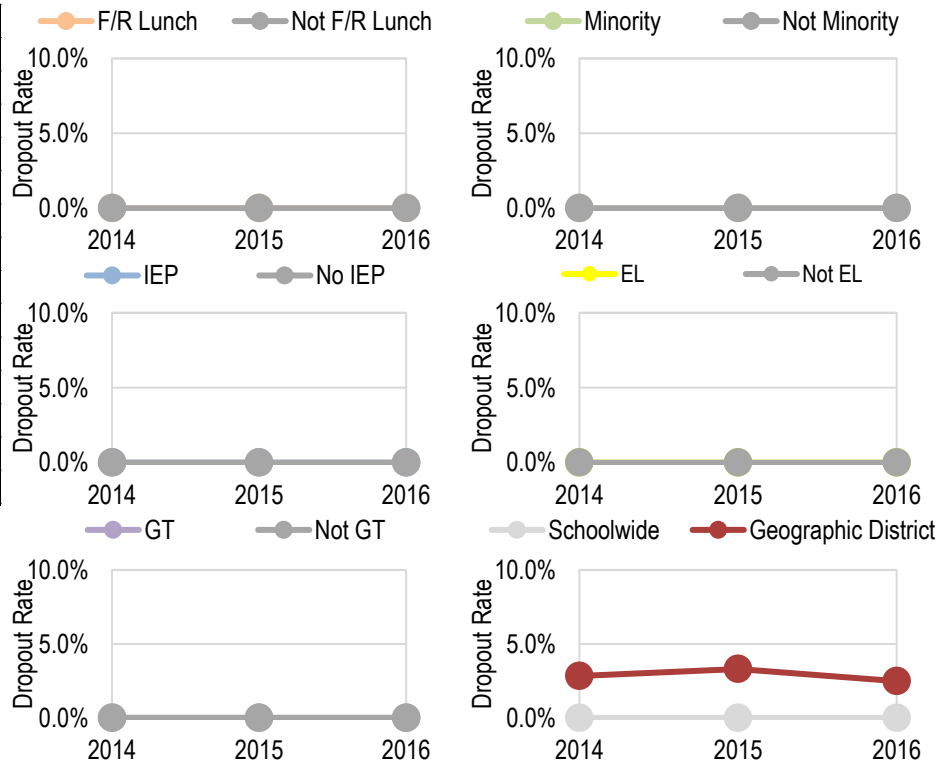 F/R Lunch Not F/R Lunch
10.0%
5.0%
0.0%
Dropout Rate
2014 2015 2016
Minority Not Minority
10.0%
5.0%
0.0%
Dropout Rate
2014 2015 2016
IEP No IEP
10.0%
5.0%
0.0%
Dropout Rate
2014 2015 2016
EL Not EL
10.0%
5.0%
0.0%
Dropout Rate
2014 2015 2016
GT Not GT
10.0%
5.0%
0.0%
Dropout Rate
2014 2015 2016
Schoolwide Geographic District
10.0%
5.0%
0.0%
Dropout Rate
2014 2015 2016